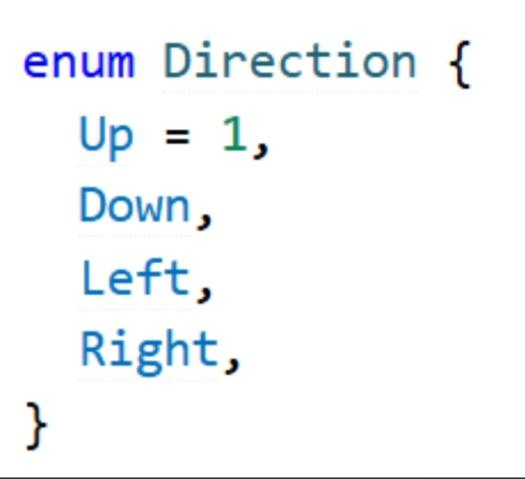 enum Direction {
  Up = 1,
  Down,
  Left,
  Right,
}